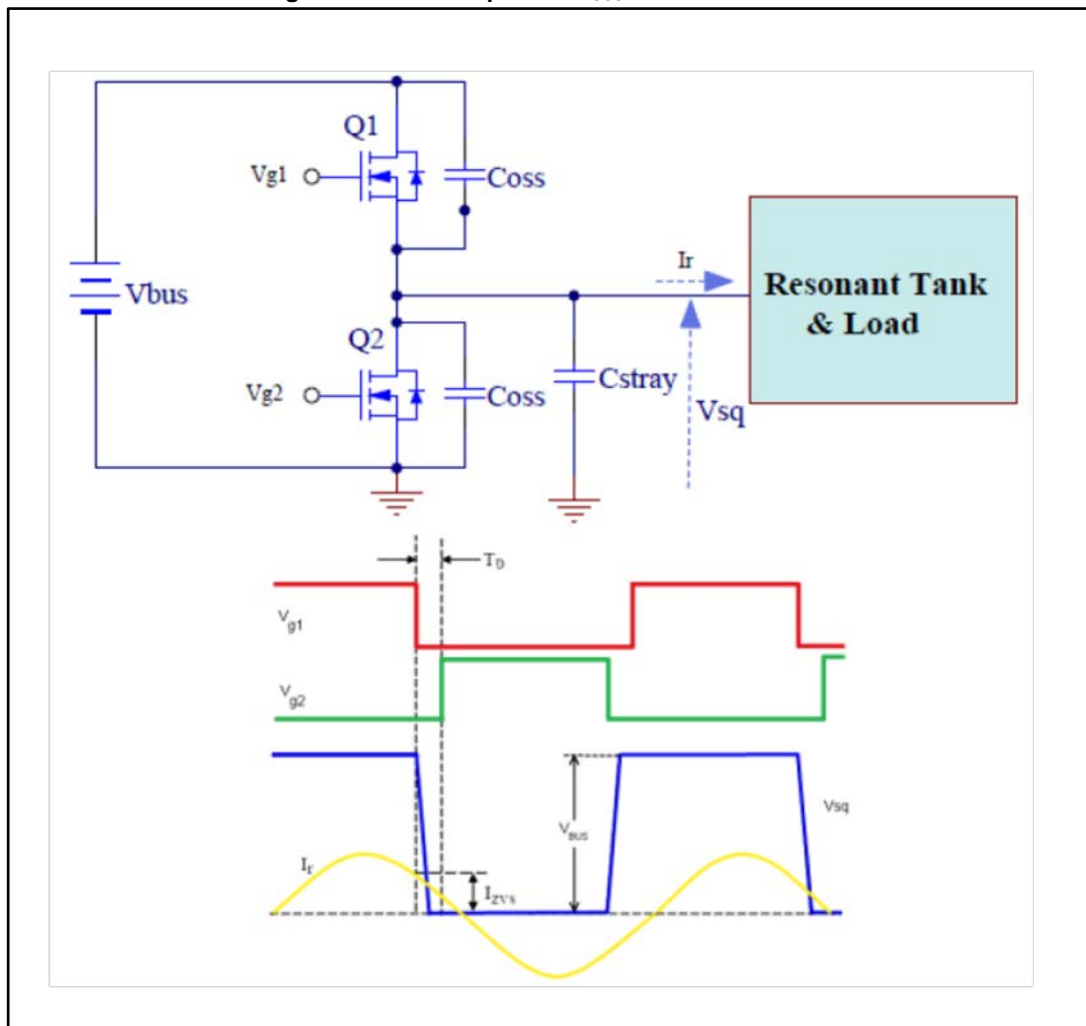 Q1
Vg1
Coss
Ir
Resonant Tank
& Load
Vbus
Q2
Vg2
Coss
Cstray
Vsq
TD
Vg1
Vg2
VBUS
Vsq
Ir
IZVS